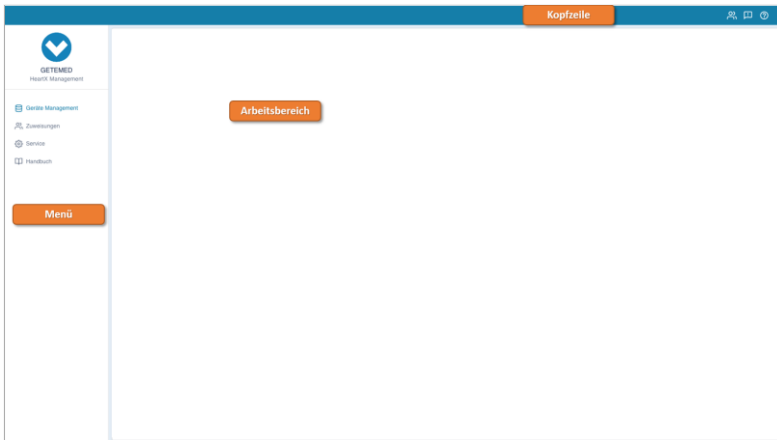 Kopfzeile
GETEMED
HeartX Management
Geräte Management
Zuweisungen
Service
Handbuch
Arbeitsbereich
Menü